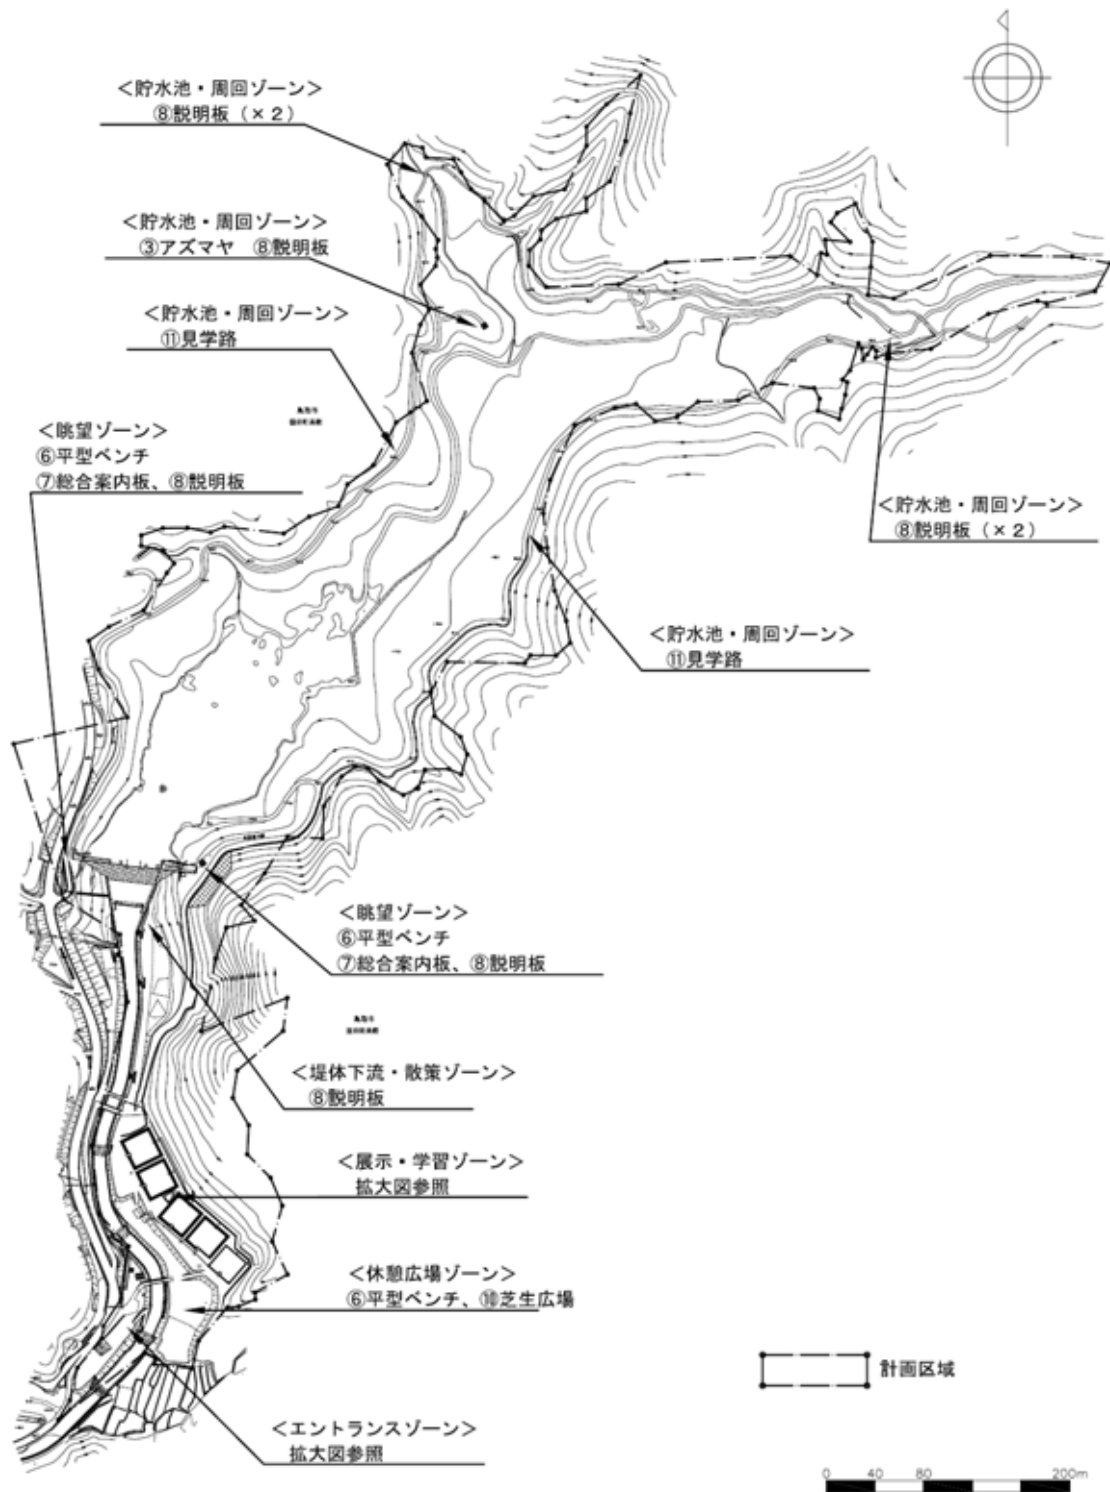 ＜貯水池・周回ゾーン＞
⑧説明板（×２）
＜貯水池・周回ゾーン＞
③アズマヤ　⑧説明板
＜貯水池・周回ゾーン＞
⑪見学路
＜眺望ゾーン＞
⑥平型ベンチ
⑦総合案内板、⑧説明板
＜貯水池・周回ゾーン＞
⑧説明板（×２）
＜貯水池・周回ゾーン＞
⑪見学路
＜眺望ゾーン＞
⑥平型ベンチ
⑦総合案内板、⑧説明板
＜堤体下流・散策ゾーン＞
⑧説明板
＜展示・学習ゾーン＞
拡大図参照
＜休憩広場ゾーン＞
⑥平型ベンチ、⑩芝生広場
計画区域
＜エントランスゾーン＞
拡大図参照
0 40 80 200m